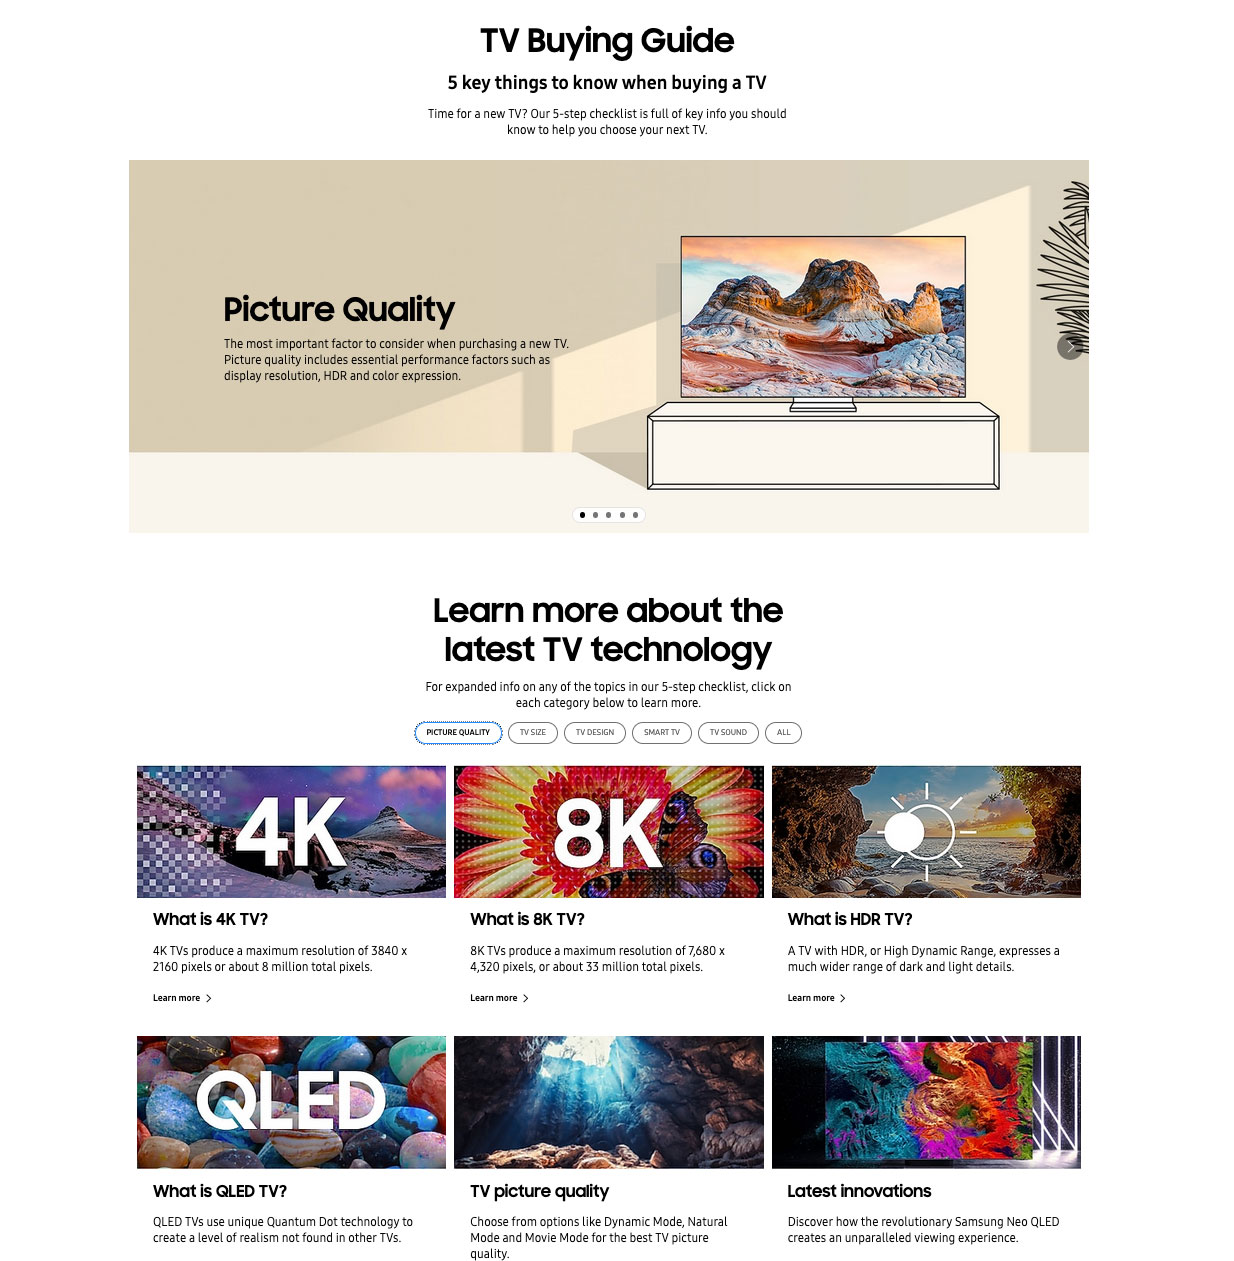 TV Buying Guide
5 key things to know when buying a TV
Time for a new TV? Our 5-step checklist is full of key info you should
know to help you choose your next TV.
Picture Quality
The most important factor to consider when purchasing a new TV.
Picture quality includes essential performance factors such as
display resolution, HDR and color expression.
Learn more about the
latest TV technology
For expanded info on any of the topics in our 5-step checklist, click on
each category below to learn more.
PICTURE QUALITY TV SIZE TV DESIGN SMART TV TV SOUND ALL
4K
8K
What is 4K TV?
4K TVs produce a maximum resolution of 3840 x
2160 pixels or about 8 million total pixels.
Learn more
What is 8K TV?
8K TVs produce a maximum resolution of 7,680 x
4,320 pixels, or about 33 million total pixels.
Learn more
What is HDR TV?
A TV with HDR, or High Dynamic Range, expresses a
much wider range of dark and light details.
Learn more
QLED
What is QLED TV?
QLED TVs use unique Quantum Dot technology to
create a level of realism not found in other TVs.
TV picture quality
Choose from options like Dynamic Mode, Natural
Mode and Movie Mode for the best TV picture
quality.
Latest innovations
Discover how the revolutionary Samsung Neo QLED
creates an unparalleled viewing experience.